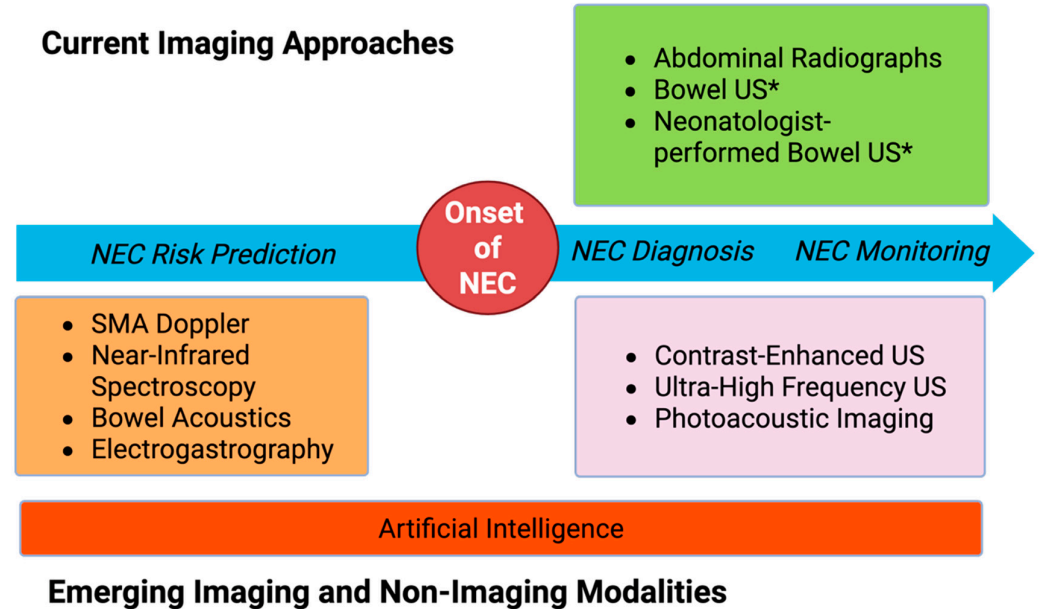 Current Imaging Approaches
• Abdominal Radiographs
• Bowel US*
• Neonatologist-
performed Bowel US*
NEC Risk Prediction
Onset
of
NEC
NEC Diagnosis
NEC Monitoring
• SMA Doppler
• Near-Infrared
Spectroscopy
• Bowel Acoustics
• Electrogastrography
• Contrast-Enhanced US
• Ultra-High Frequency US
• Photoacoustic Imaging
Artificial Intelligence
Emerging Imaging and Non-Imaging Modalities